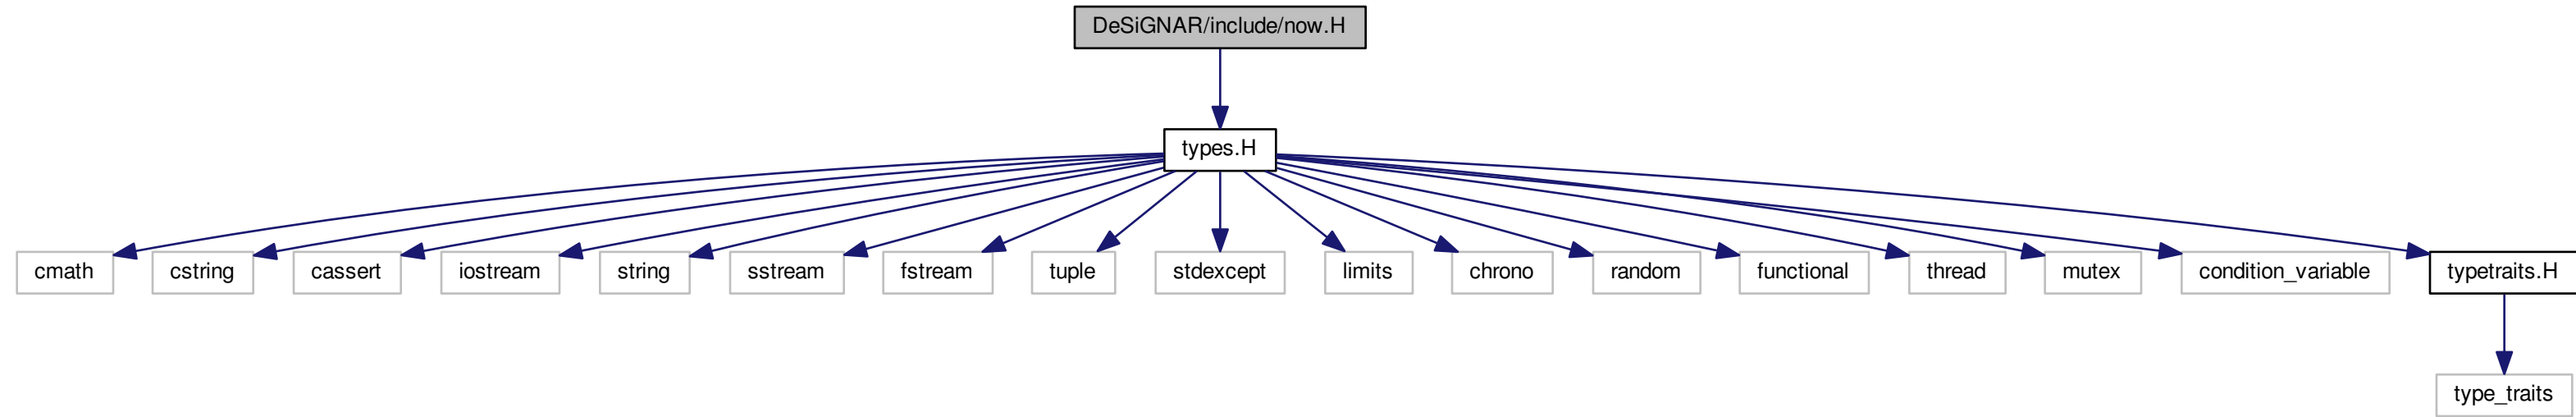 DeSiGNAR/include/now.H
types.H
cmath
cstring
cassert
iostream
string
sstream
fstream
tuple
stdexcept
limits
chrono
random
functional
thread
mutex
condition_variable
typetraits.H
type_traits